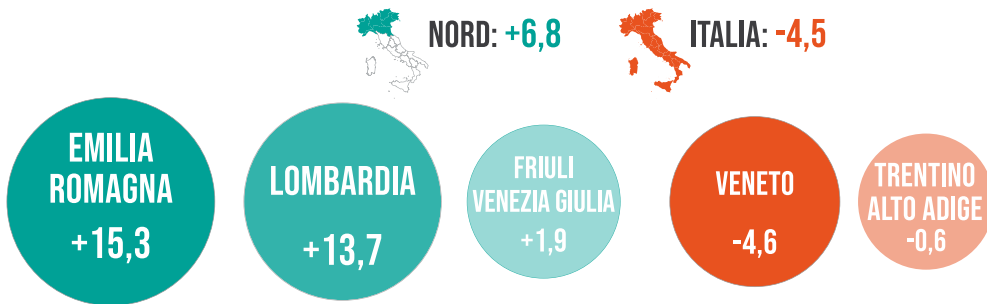 NORD: +6,8
ITALIA: -4,5
EMILIA
ROMAGNA
+15,3
LOMBARDIA
+13,7
FRIULI
VENEZIA GIULIA
+1,9
VENETO
-4,6
TRENTINO
ALTO ADIGE
-0,6